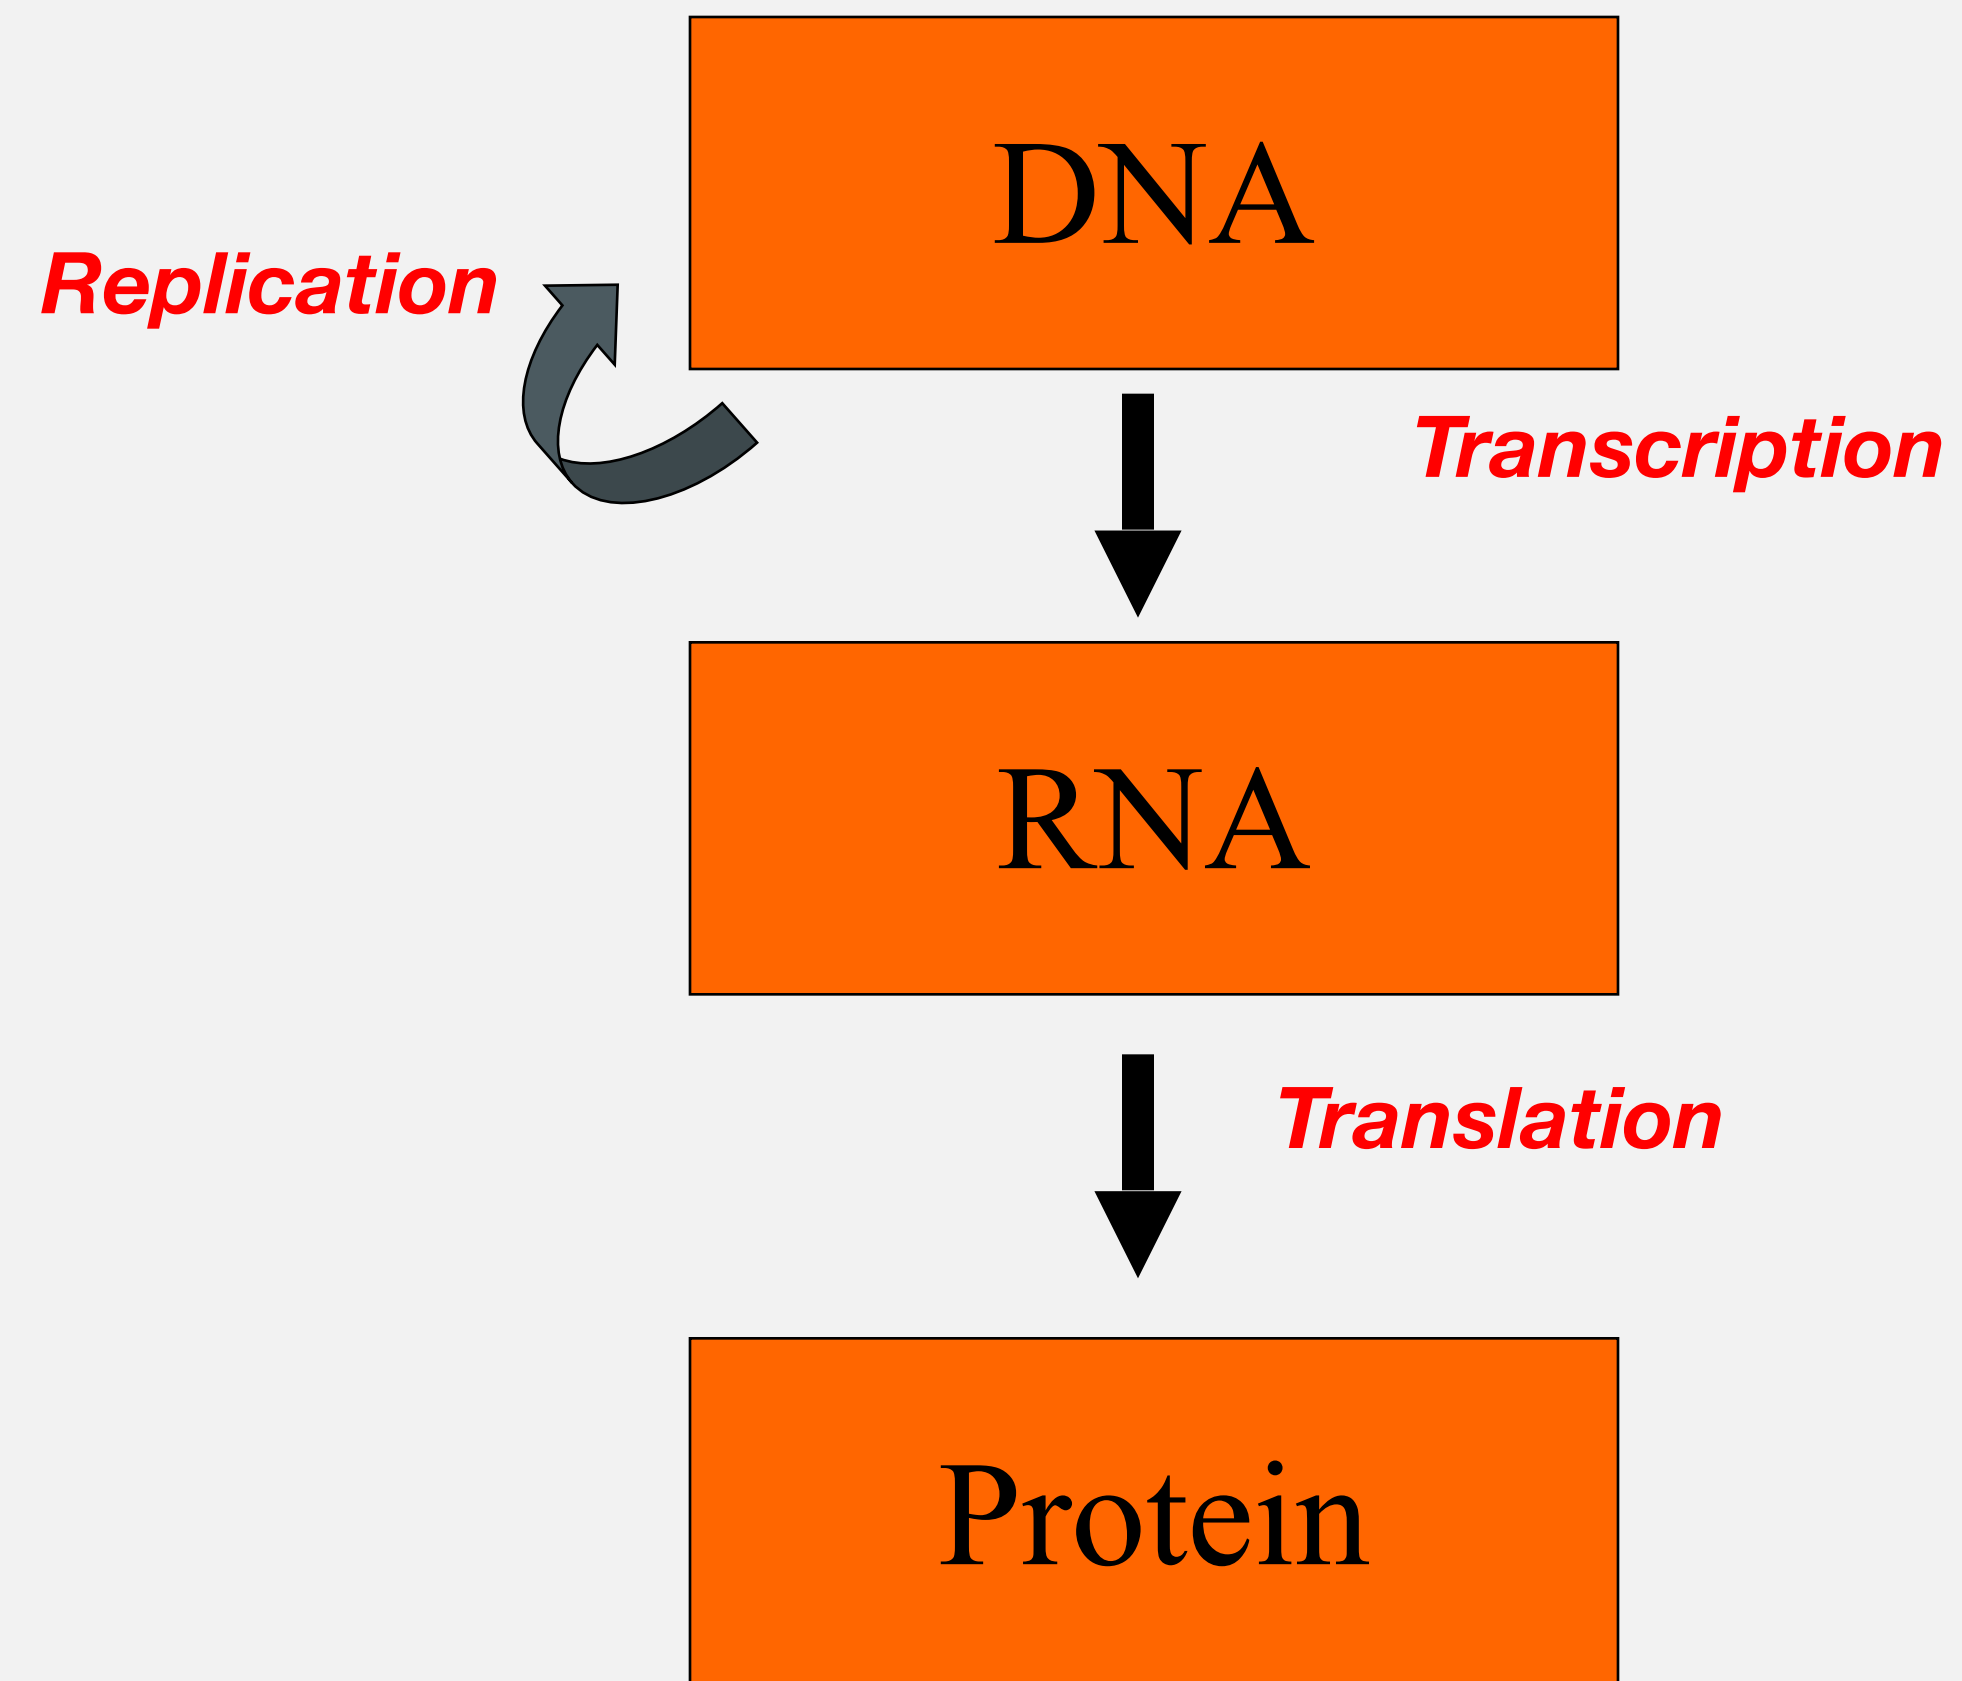 DNA
Replication
Transcription
RNA
Translation
Protein